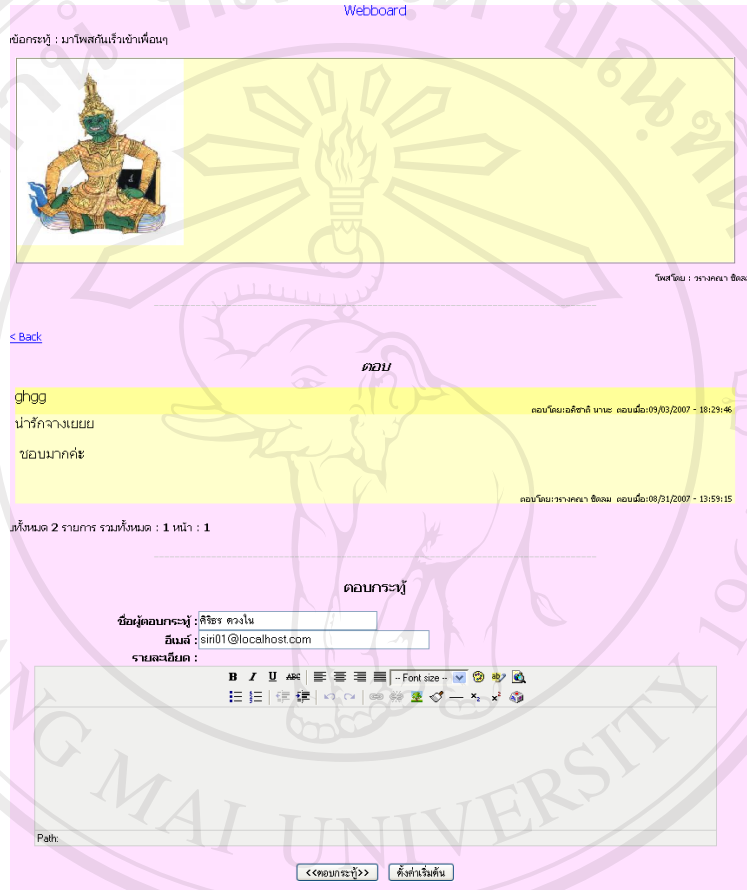 Webboard
ข้อกระทู้ : มาโพสกันเร็วเข้าเพื่อนๆ
โพสโดย : วรางคณา ชิดลม
< Back
ตอบ
ghgg
ตอบโดย:อคิชาติ นานะ ตอบเมื่อ:09/03/2007 - 18:29:46
น่ารักจางเยยย
ชอบมากค่ะ
ตอบโดย:วรางคณา ชิดลม ตอบเมื่อ:08/31/2007 - 13:59:15
ทั้งหมด 2 รายการ รวมทั้งหมด : 1 หน้า : 1
ตอบกระทู้
ชื่อผู้ตอบกระทู้ : ศิริธร ดวงใน
อีเมล์ : siri01@localhost.com
รายละเอียด :
B I U ABC -- Font size --
Path:
<<ตอบกระทู้>> ตั้งค่าเริ่มต้น
MAI UNIVERSITY